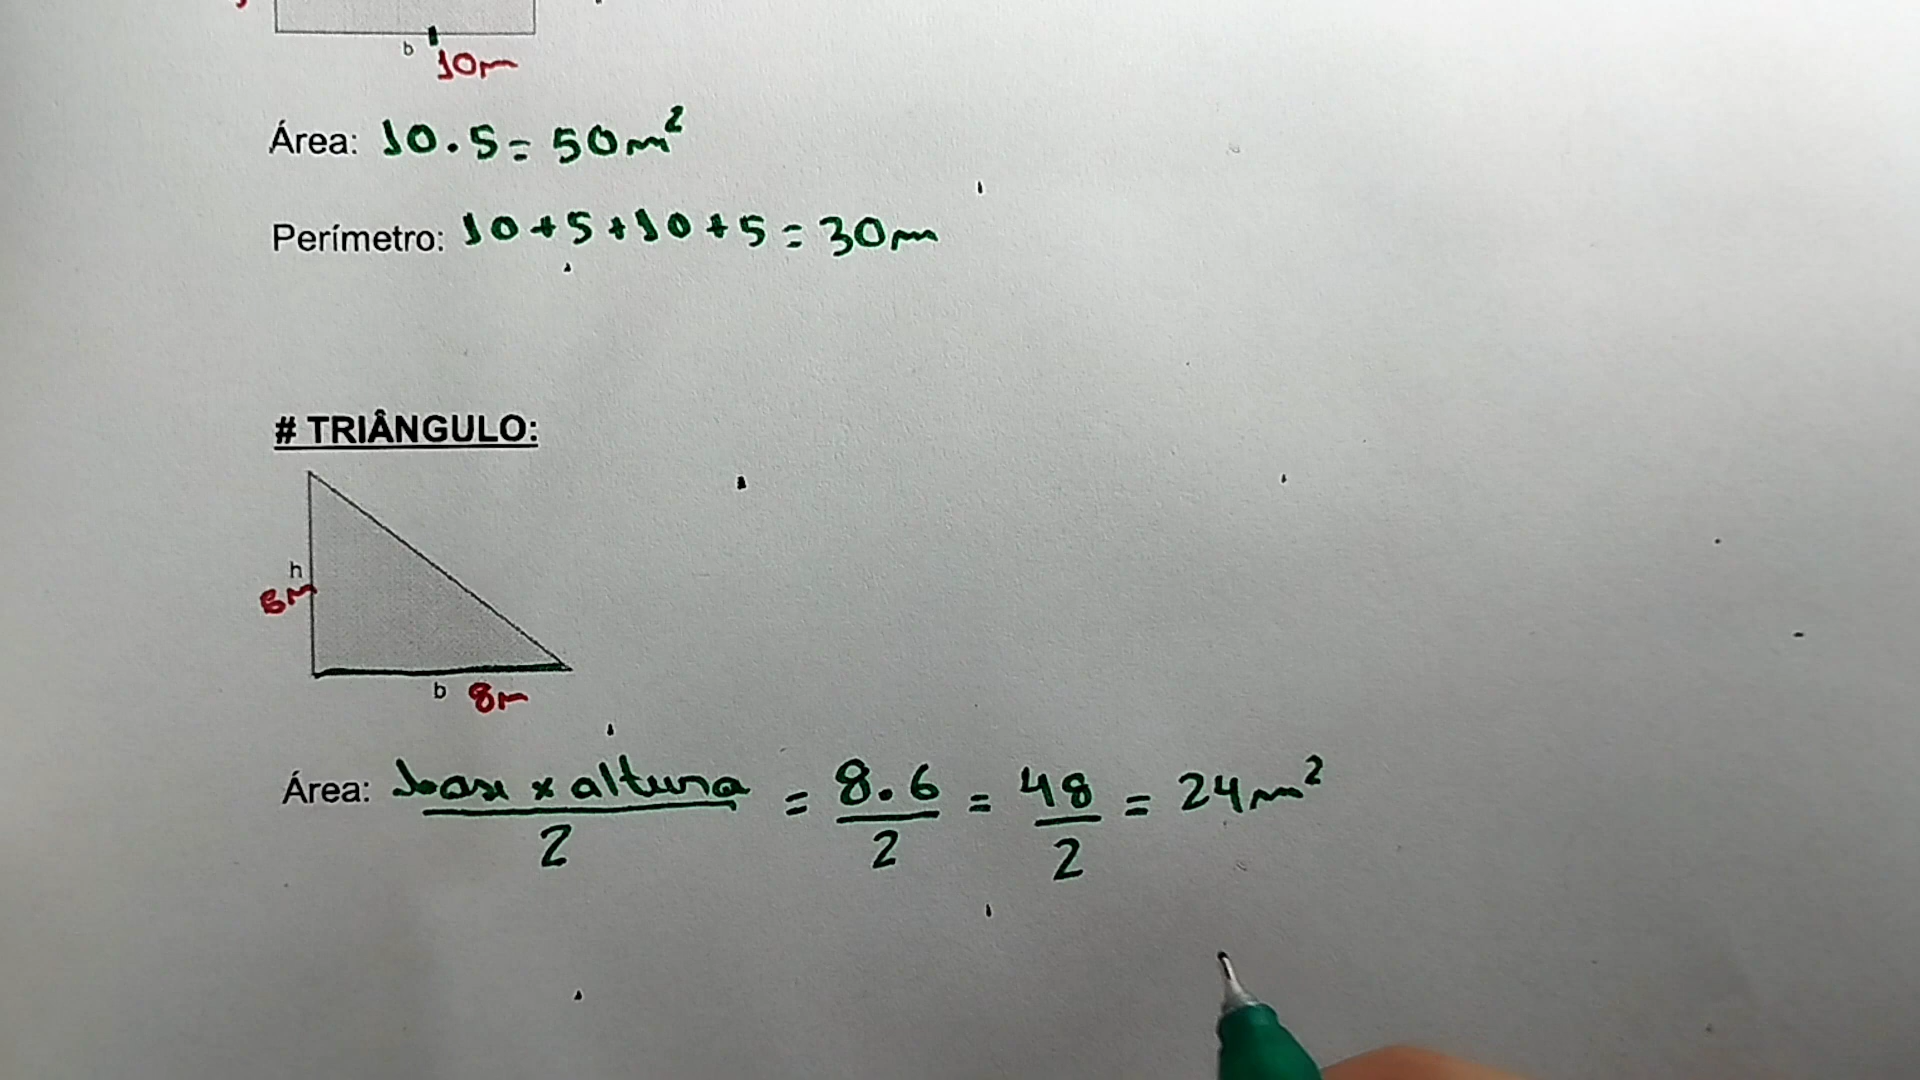 b
10m
Área: 10.5 = 50m²
Perímetro: 10+5+10+5 = 30m
# TRIÂNGULO:
h
6m
b 8m
Área: base x altura / 2 = 8.6 / 2 = 48 / 2 = 24m²